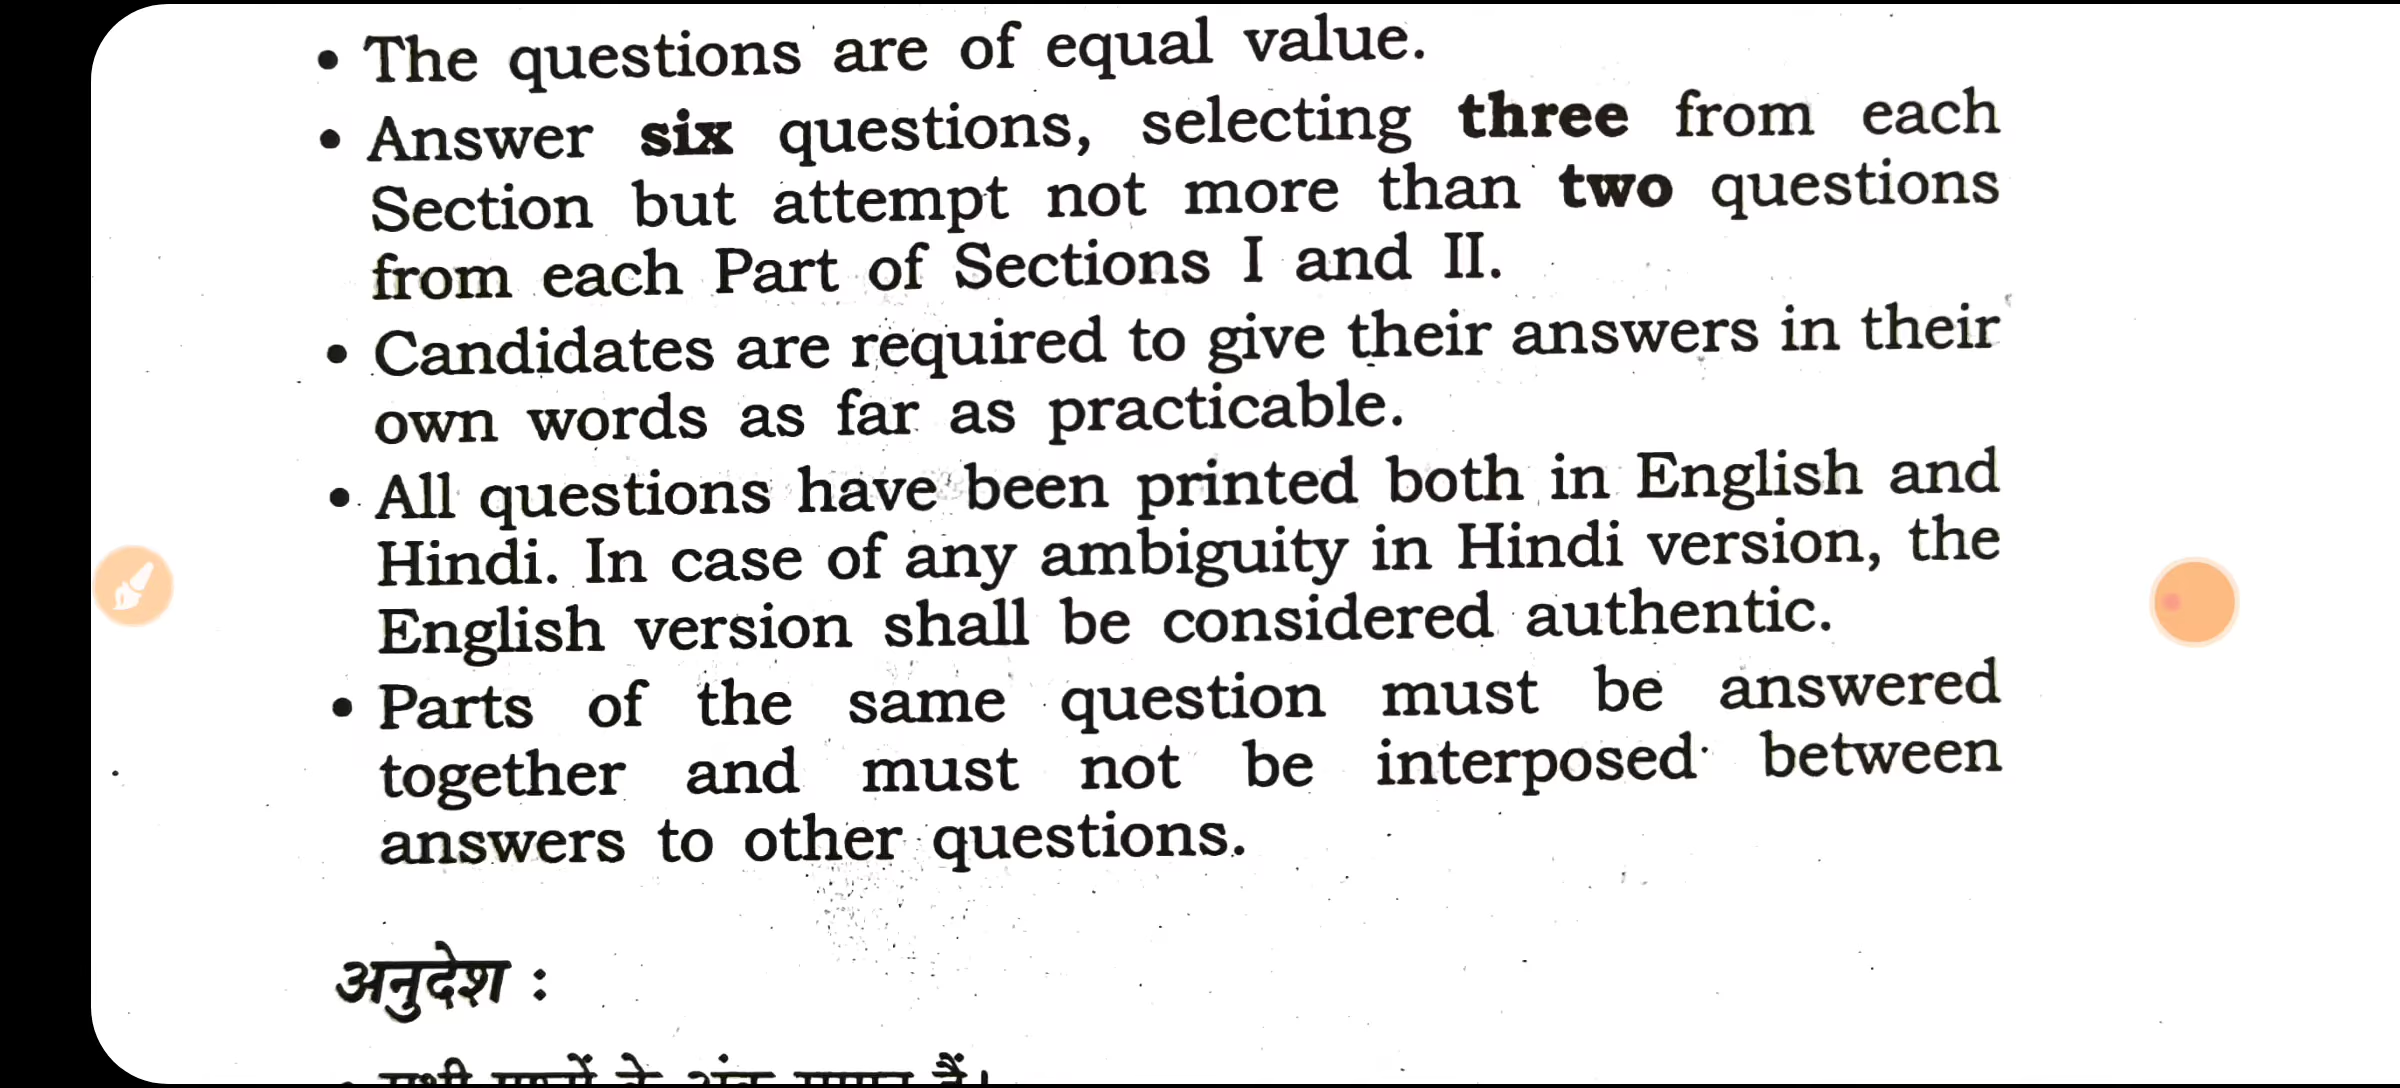 • The questions are of equal value.
• Answer six questions, selecting three from each
Section but attempt not more than two questions
from each Part of Sections I and II.
• Candidates are required to give their answers in their
own words as far as practicable.
• All questions have been printed both in English and
Hindi. In case of any ambiguity in Hindi version, the
English version shall be considered authentic.
• Parts of the same question must be answered
together and must not be interposed between
answers to other questions.
अनुदेश :